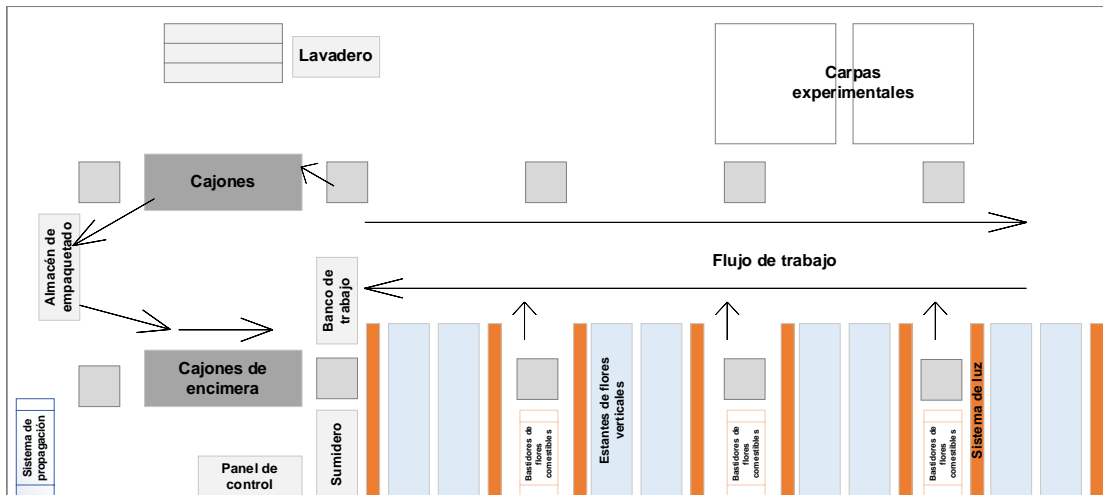 Lavadero
Carpas
experimentales
Cajones
Almacén de
empaquetado
Flujo de trabajo
Banco de
trabajo
Cajones de
encimera
Estantes de flores
verticales
Sistema de luz
Sistema de
propagación
Sumidero
Bastidores de
flores
comestibles
Bastidores de
flores
comestibles
Bastidores de
flores
comestibles
Panel de
control